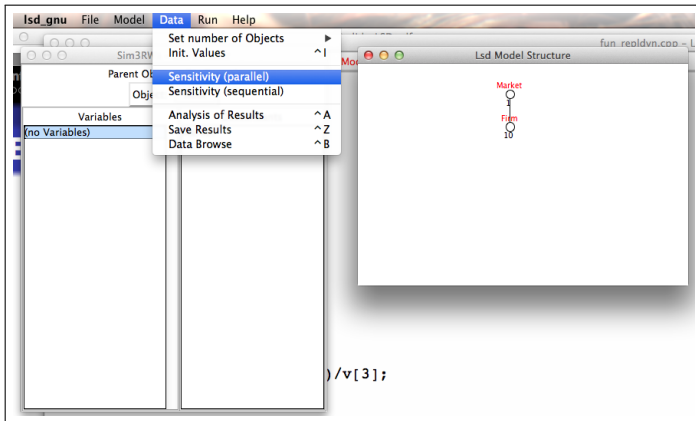 lsd_gnu File Model Data Run Help
Set number of Objects
Init. Values ^I
Sensitivity (parallel)
Sensitivity (sequential)
Analysis of Results ^A
Save Results ^Z
Data Browse ^B
Sim3RW
Parent Ob
Obje
Variables
(no Variables)
Mo
fun_repldyn.cpp – L
Lsd Model Structure
Market
1
Firm
10
)/v[3];